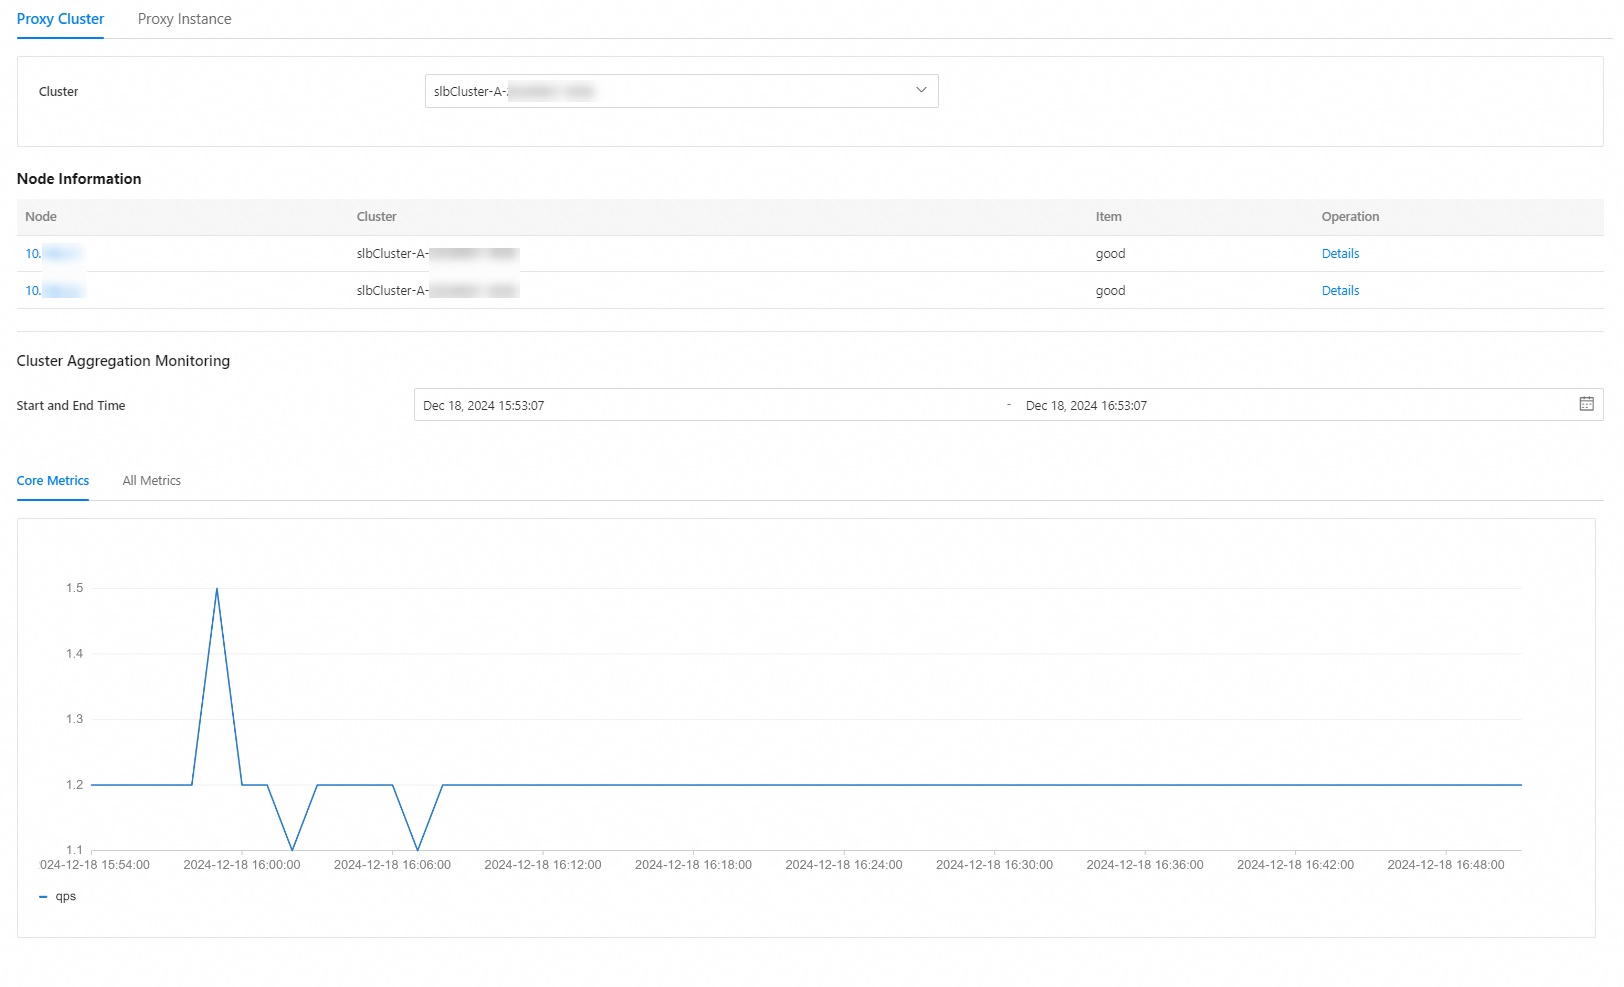 Proxy Cluster Proxy Instance
Cluster slbCluster-A-
Node Information
Node Cluster Item Operation
10. slbCluster-A- good Details
10. slbCluster-A- good Details
Cluster Aggregation Monitoring
Start and End Time Dec 18, 2024 15:53:07 - Dec 18, 2024 16:53:07
Core Metrics All Metrics
1.5
1.4
1.3
1.2
1.1
024-12-18 15:54:00 2024-12-18 16:00:00 2024-12-18 16:06:00 2024-12-18 16:12:00 2024-12-18 16:18:00 2024-12-18 16:24:00 2024-12-18 16:30:00 2024-12-18 16:36:00 2024-12-18 16:42:00 2024-12-18 16:48:00
qps